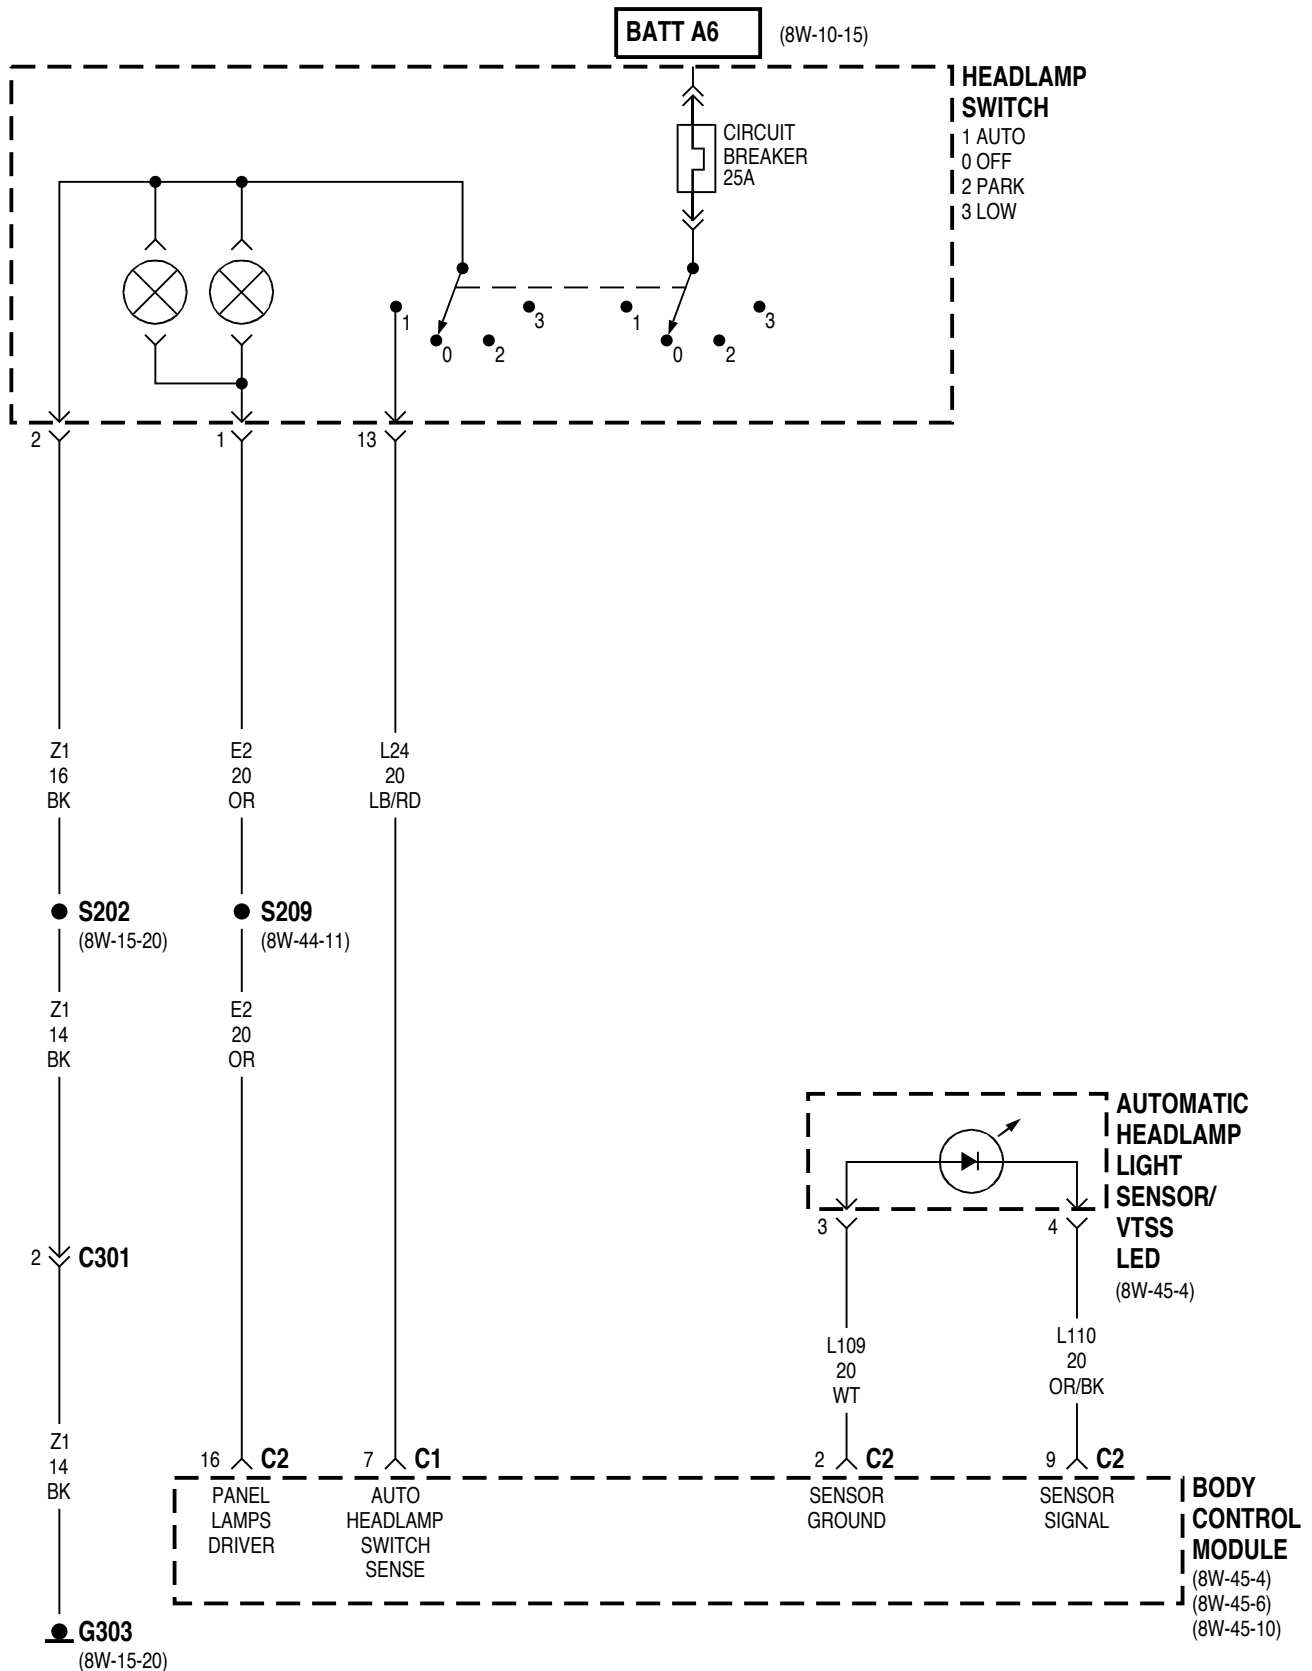 BATT A6
(8W-10-15)
HEADLAMP
SWITCH
1 AUTO
0 OFF
2 PARK
3 LOW
CIRCUIT
BREAKER
25A
1
0
2
3
1
0
2
3
2
1
13
Z1
16
BK
E2
20
OR
L24
20
LB/RD
S202
(8W-15-20)
S209
(8W-44-11)
Z1
14
BK
E2
20
OR
AUTOMATIC
HEADLAMP
LIGHT
SENSOR/
VTSS
LED
(8W-45-4)
3
4
2
C301
L109
20
WT
L110
20
OR/BK
Z1
14
BK
16
C2
7
C1
2
C2
9
C2
PANEL
LAMPS
DRIVER
AUTO
HEADLAMP
SWITCH
SENSE
SENSOR
GROUND
SENSOR
SIGNAL
BODY
CONTROL
MODULE
(8W-45-4)
(8W-45-6)
(8W-45-10)
G303
(8W-15-20)